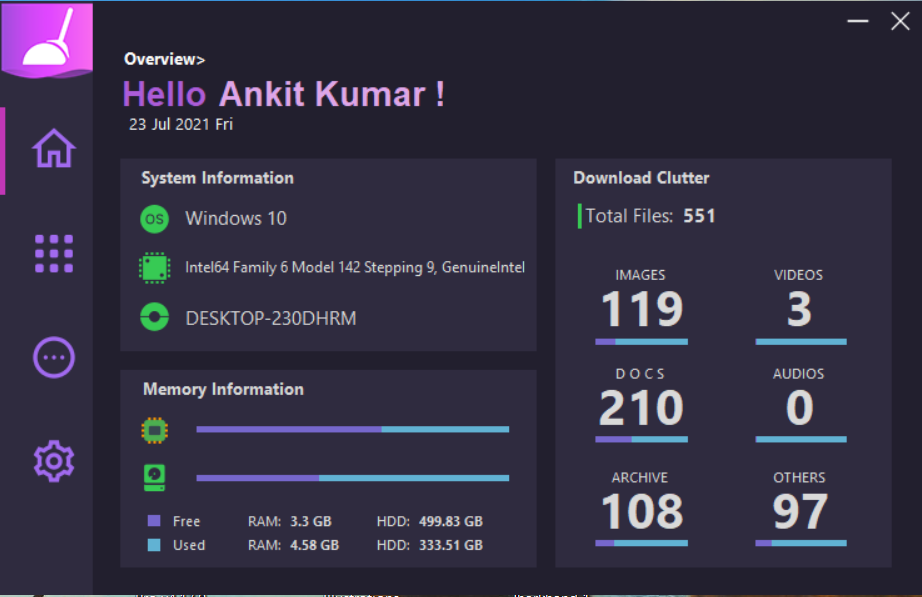 Overview>
Hello Ankit Kumar !
23 Jul 2021 Fri
System Information
OS Windows 10
Intel64 Family 6 Model 142 Stepping 9, GenuineIntel
DESKTOP-230DHRM
Memory Information
Free RAM: 3.3 GB HDD: 499.83 GB
Used RAM: 4.58 GB HDD: 333.51 GB
Download Clutter
Total Files: 551
IMAGES VIDEOS
119 3
DOCS AUDIOS
210 0
ARCHIVE OTHERS
108 97